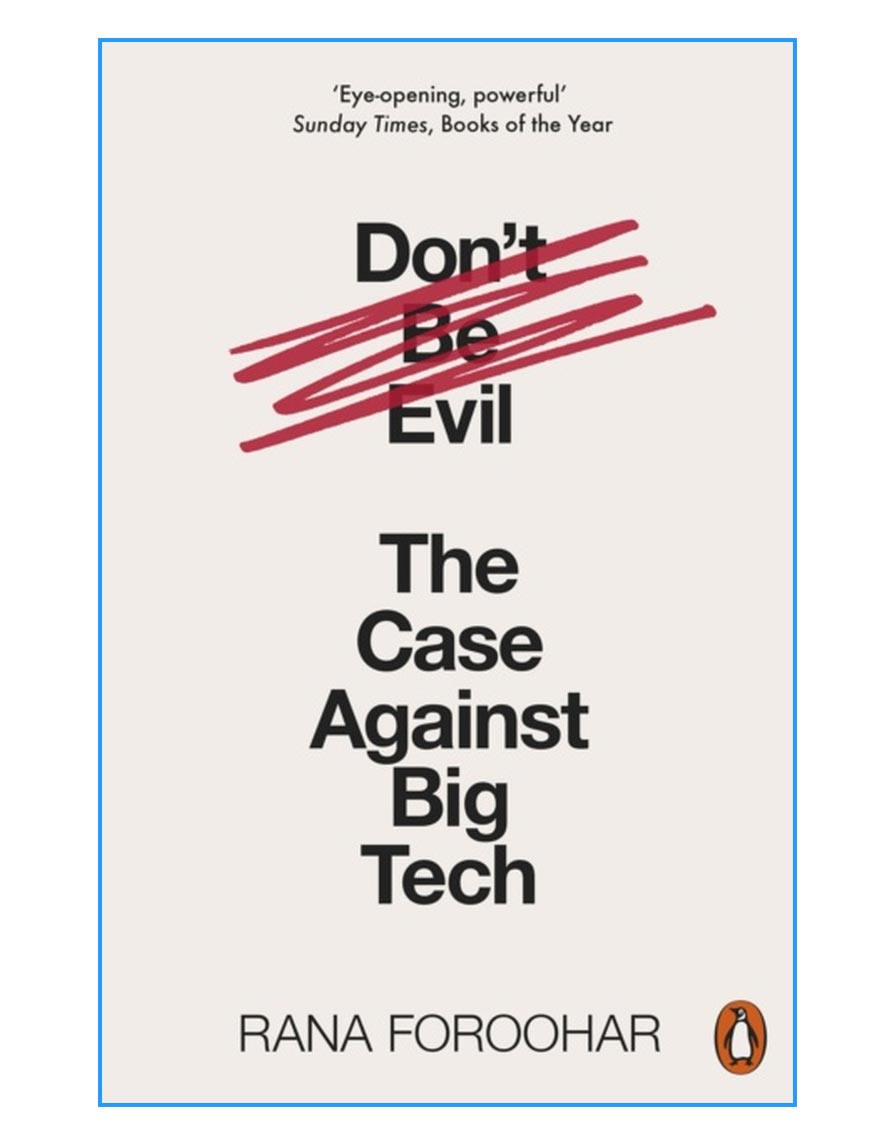 ‘Eye-opening, powerful’
Sunday Times, Books of the Year
Don’t
Be
Evil
The
Case
Against
Big
Tech
RANA FOROOHAR